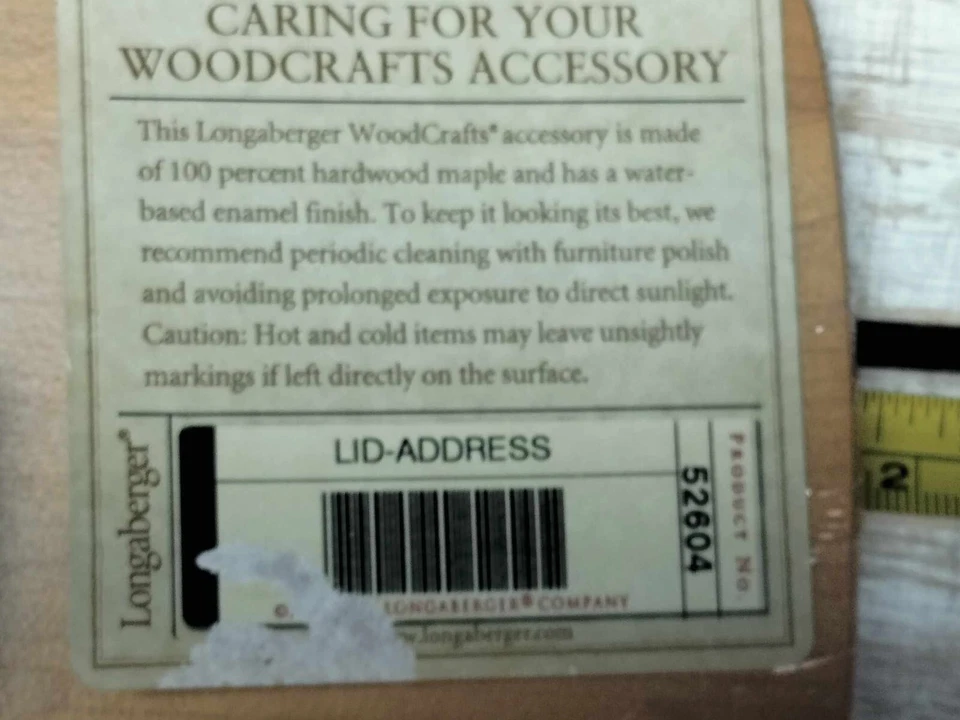 CARING FOR YOUR
WOODCRAFTS ACCESSORY
This Longaberger WoodCrafts® accessory is made
of 100 percent hardwood maple and has a water-
based enamel finish. To keep it looking its best, we
recommend periodic cleaning with furniture polish
and avoiding prolonged exposure to direct sunlight.
Caution: Hot and cold items may leave unsightly
markings if left directly on the surface.
Longaberger®
LID-ADDRESS
52604
PRODUCT NO.
LONGABERGER® COMPANY
w.longaberger.com
2